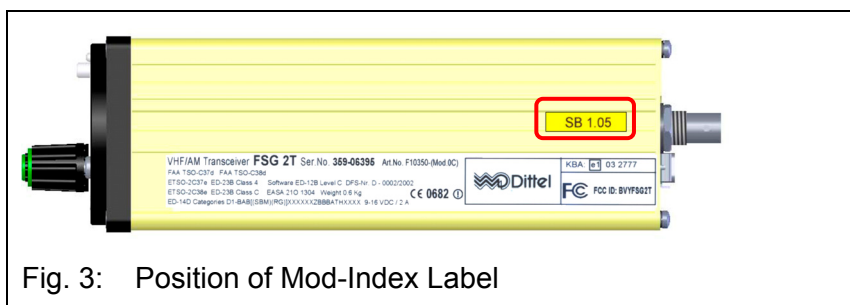 SB 1.05
VHF/AM Transceiver FSG 2T Ser.No. 359-06395 Art.No. F10350-(Mod.0C)
FAA TSO-C37d FAA TSO-C38d
ETSO-2C37e ED-23B Class 4 Software ED-12B Level C DFS-Nr. D - 0002/2002
ETSO-2C38e ED-23B Class C EASA 21O 1304 Weight 0.6 Kg
CE 0682
ED-14D Categories D1-BAB[(SBM)(RG)]XXXXXXZBBBATHXXXX 9-16 VDC / 2 A
Dittel
KBA: e1 03 2777
FC FCC ID: BVYFSG2T
Fig. 3: Position of Mod-Index Label